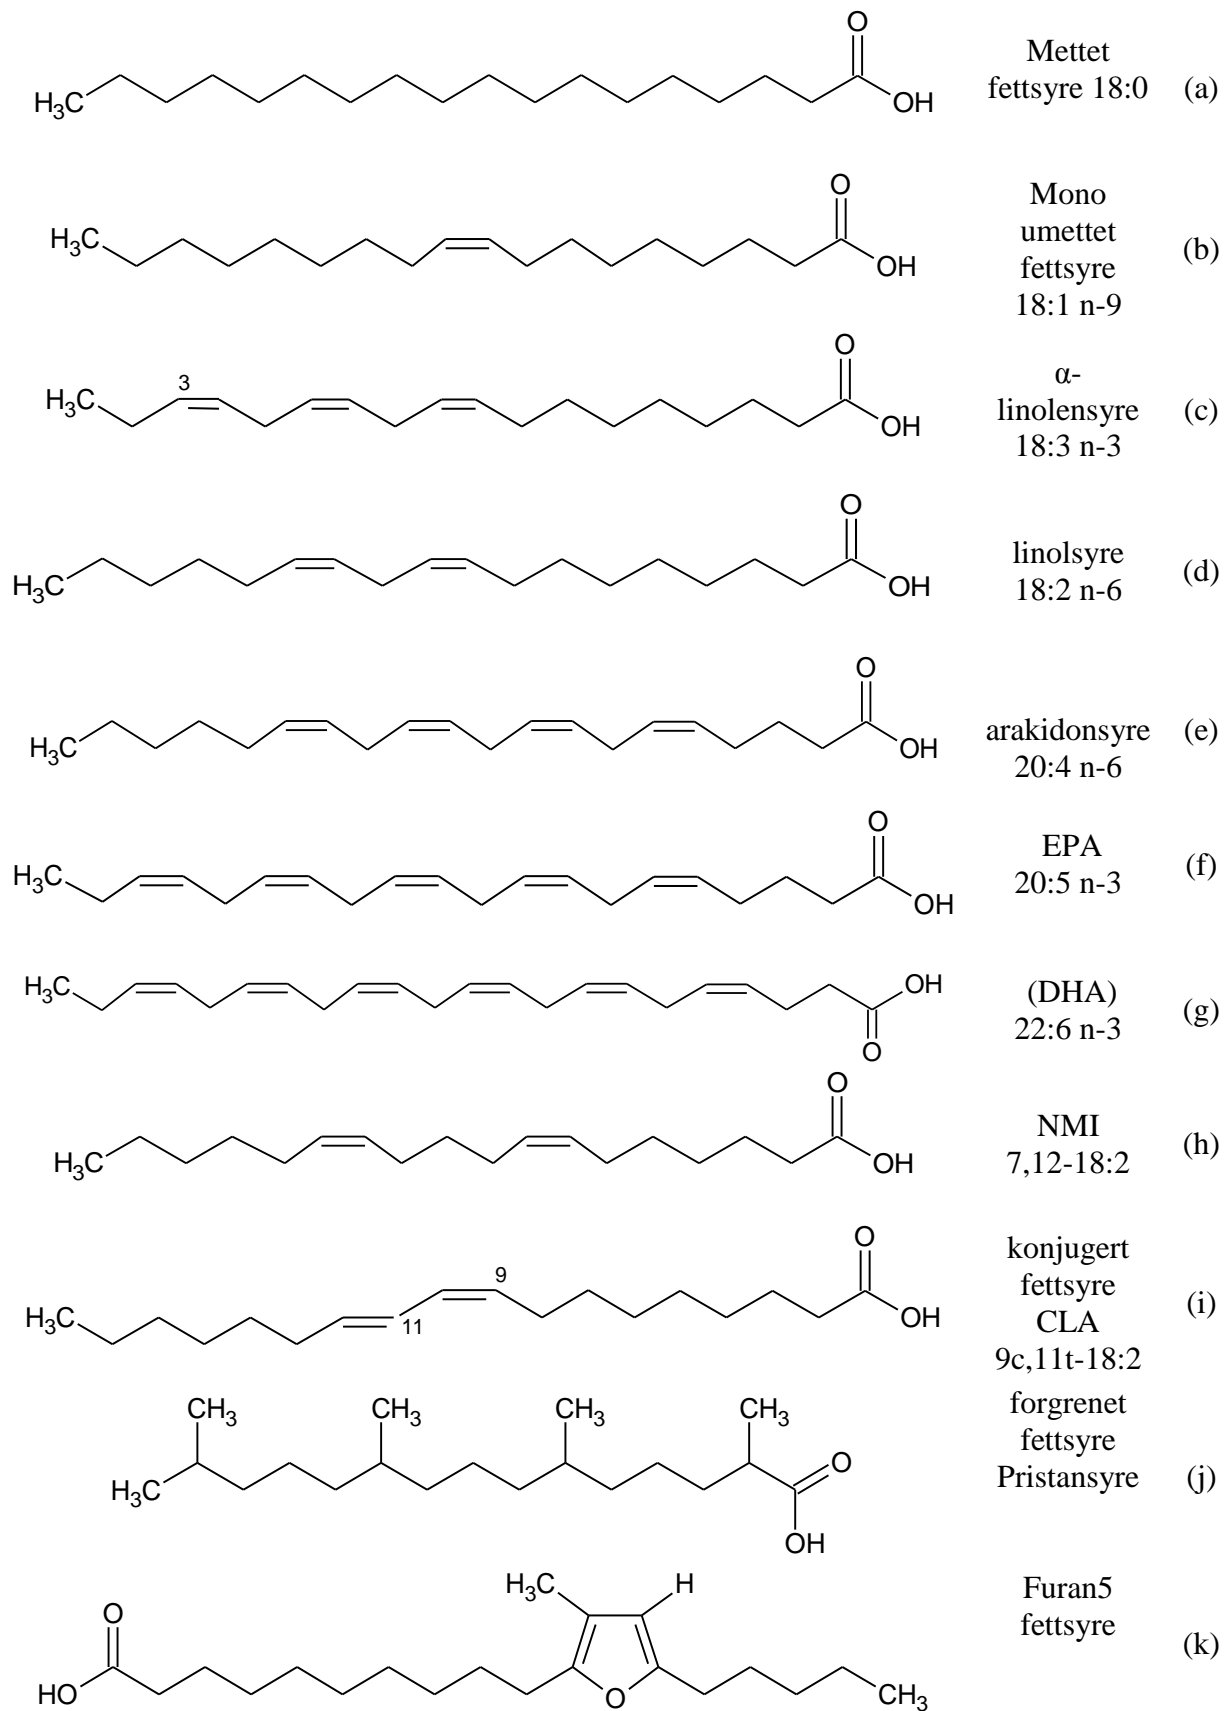 O
H₃C OH
Mettet
fettsyre 18:0 (a)
O
H₃C OH
Mono
umettet
fettsyre
18:1 n-9
(b)
O
3
H₃C OH
α-
linolensyre
18:3 n-3
(c)
O
H₃C OH
linolsyre
18:2 n-6
(d)
O
H₃C OH
arakidonsyre (e)
20:4 n-6
O
H₃C OH
EPA
20:5 n-3
(f)
H₃C OH
O
(DHA)
22:6 n-3
(g)
O
H₃C OH
NMI
7,12-18:2
(h)
O
9
H₃C 11 OH
konjugert
fettsyre
CLA
9c,11t-18:2
(i)
CH₃ CH₃ CH₃ CH₃
H₃C O
OH
forgrenet
fettsyre
Pristansyre (j)
H₃C H
O
HO O CH₃
Furan5
fettsyre
(k)